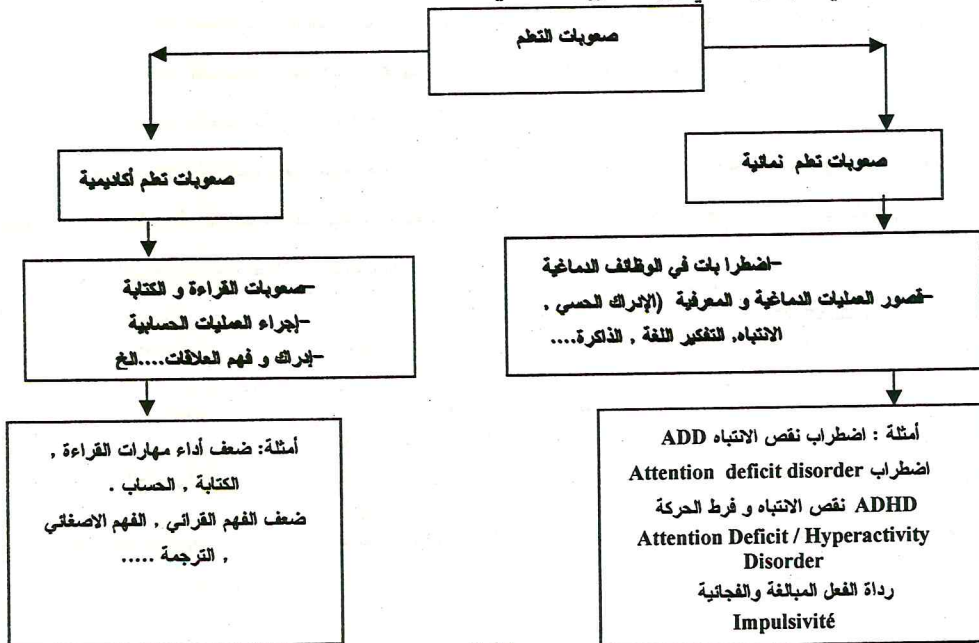 صعوبات التعلم
صعوبات تعلم نمائية
صعوبات تعلم أكاديمية
-اضطرا بات في الوظائف الدماغية
-قصور العمليات الدماغية و المعرفية (الإدراك الحسي ,
الانتباه, التفكير اللغة , الذاكرة....
-صعوبات القراءة و الكتابة
-إجراء العمليات الحسابية
-إدراك و فهم العلاقات....الخ
أمثلة : اضطراب نقص الانتباه ADD
اضطراب Attention deficit disorder
ADHD نقص الانتباه و فرط الحركة
Attention Deficit / Hyperactivity
Disorder
رداة الفعل المبالغة والفجائية
Impulsivité
أمثلة: ضعف أداء مهارات القراءة ,
الكتابة , الحساب .
ضعف الفهم القرائي , الفهم الاصغائي
, الترجمة .....